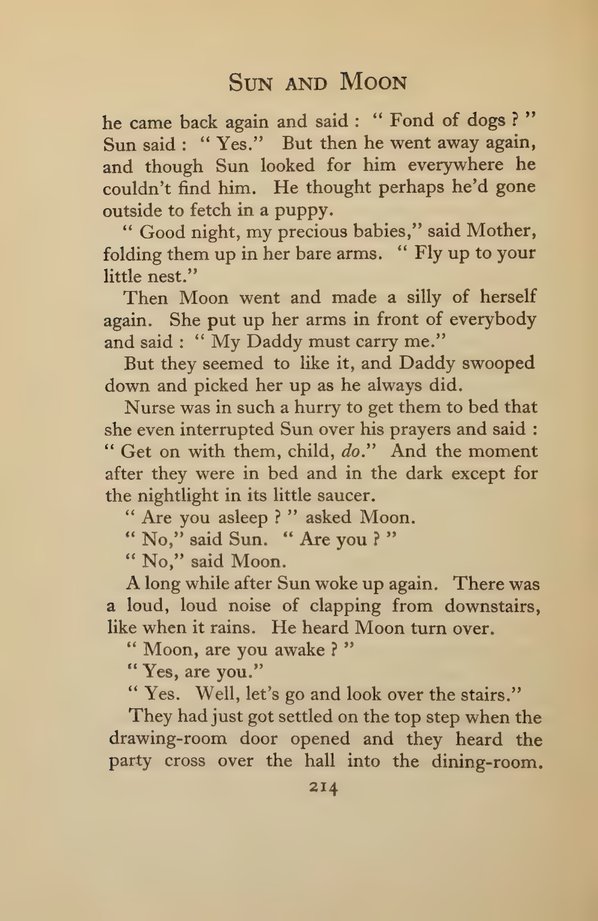 SUN AND MOON
he came back again and said : “ Fond of dogs ? ”
Sun said : “ Yes.” But then he went away again,
and though Sun looked for him everywhere he
couldn’t find him. He thought perhaps he’d gone
outside to fetch in a puppy.
“ Good night, my precious babies,” said Mother,
folding them up in her bare arms. “ Fly up to your
little nest.”
Then Moon went and made a silly of herself
again. She put up her arms in front of everybody
and said : “ My Daddy must carry me.”
But they seemed to like it, and Daddy swooped
down and picked her up as he always did.
Nurse was in such a hurry to get them to bed that
she even interrupted Sun over his prayers and said :
“ Get on with them, child, do.” And the moment
after they were in bed and in the dark except for
the nightlight in its little saucer.
“ Are you asleep ? ” asked Moon.
“ No,” said Sun. “ Are you ? ”
“ No,” said Moon.
A long while after Sun woke up again. There was
a loud, loud noise of clapping from downstairs,
like when it rains. He heard Moon turn over.
“ Moon, are you awake ? ”
“ Yes, are you.”
“ Yes. Well, let’s go and look over the stairs.”
They had just got settled on the top step when the
drawing-room door opened and they heard the
party cross over the hall into the dining-room.
214